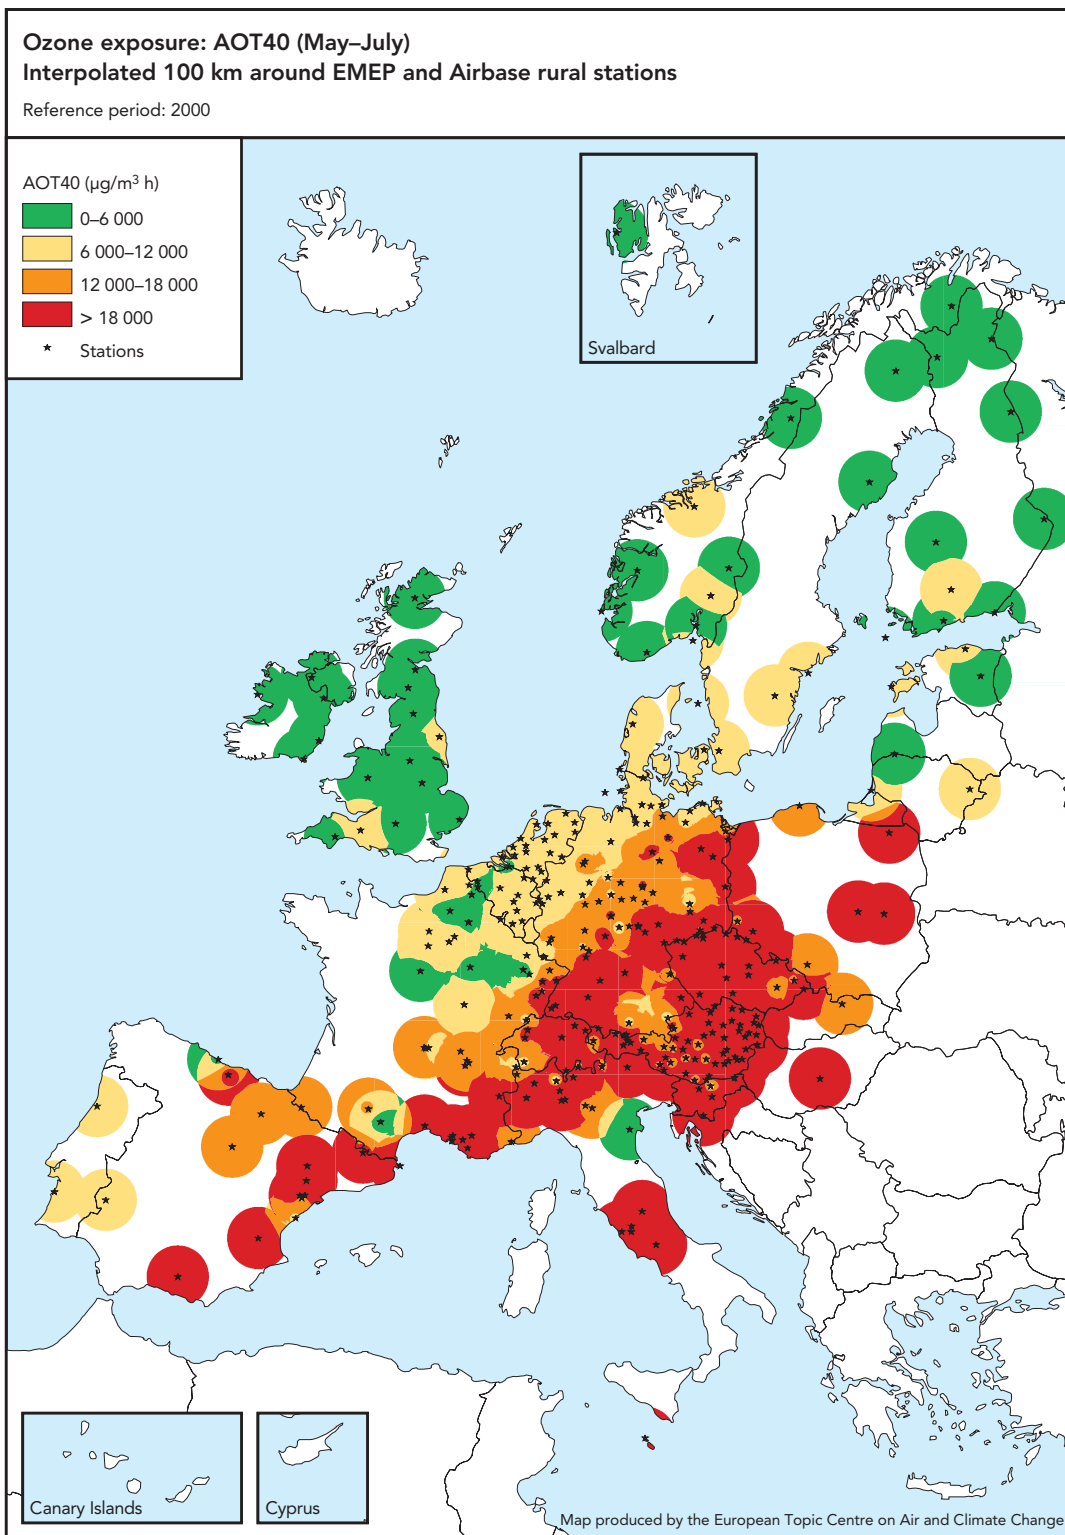 Ozone exposure: AOT40 (May–July)
Interpolated 100 km around EMEP and Airbase rural stations
Reference period: 2000
AOT40 (µg/m³ h)
0–6 000
6 000–12 000
12 000–18 000
> 18 000
Stations
Svalbard
Canary Islands
Cyprus
Map produced by the European Topic Centre on Air and Climate Change